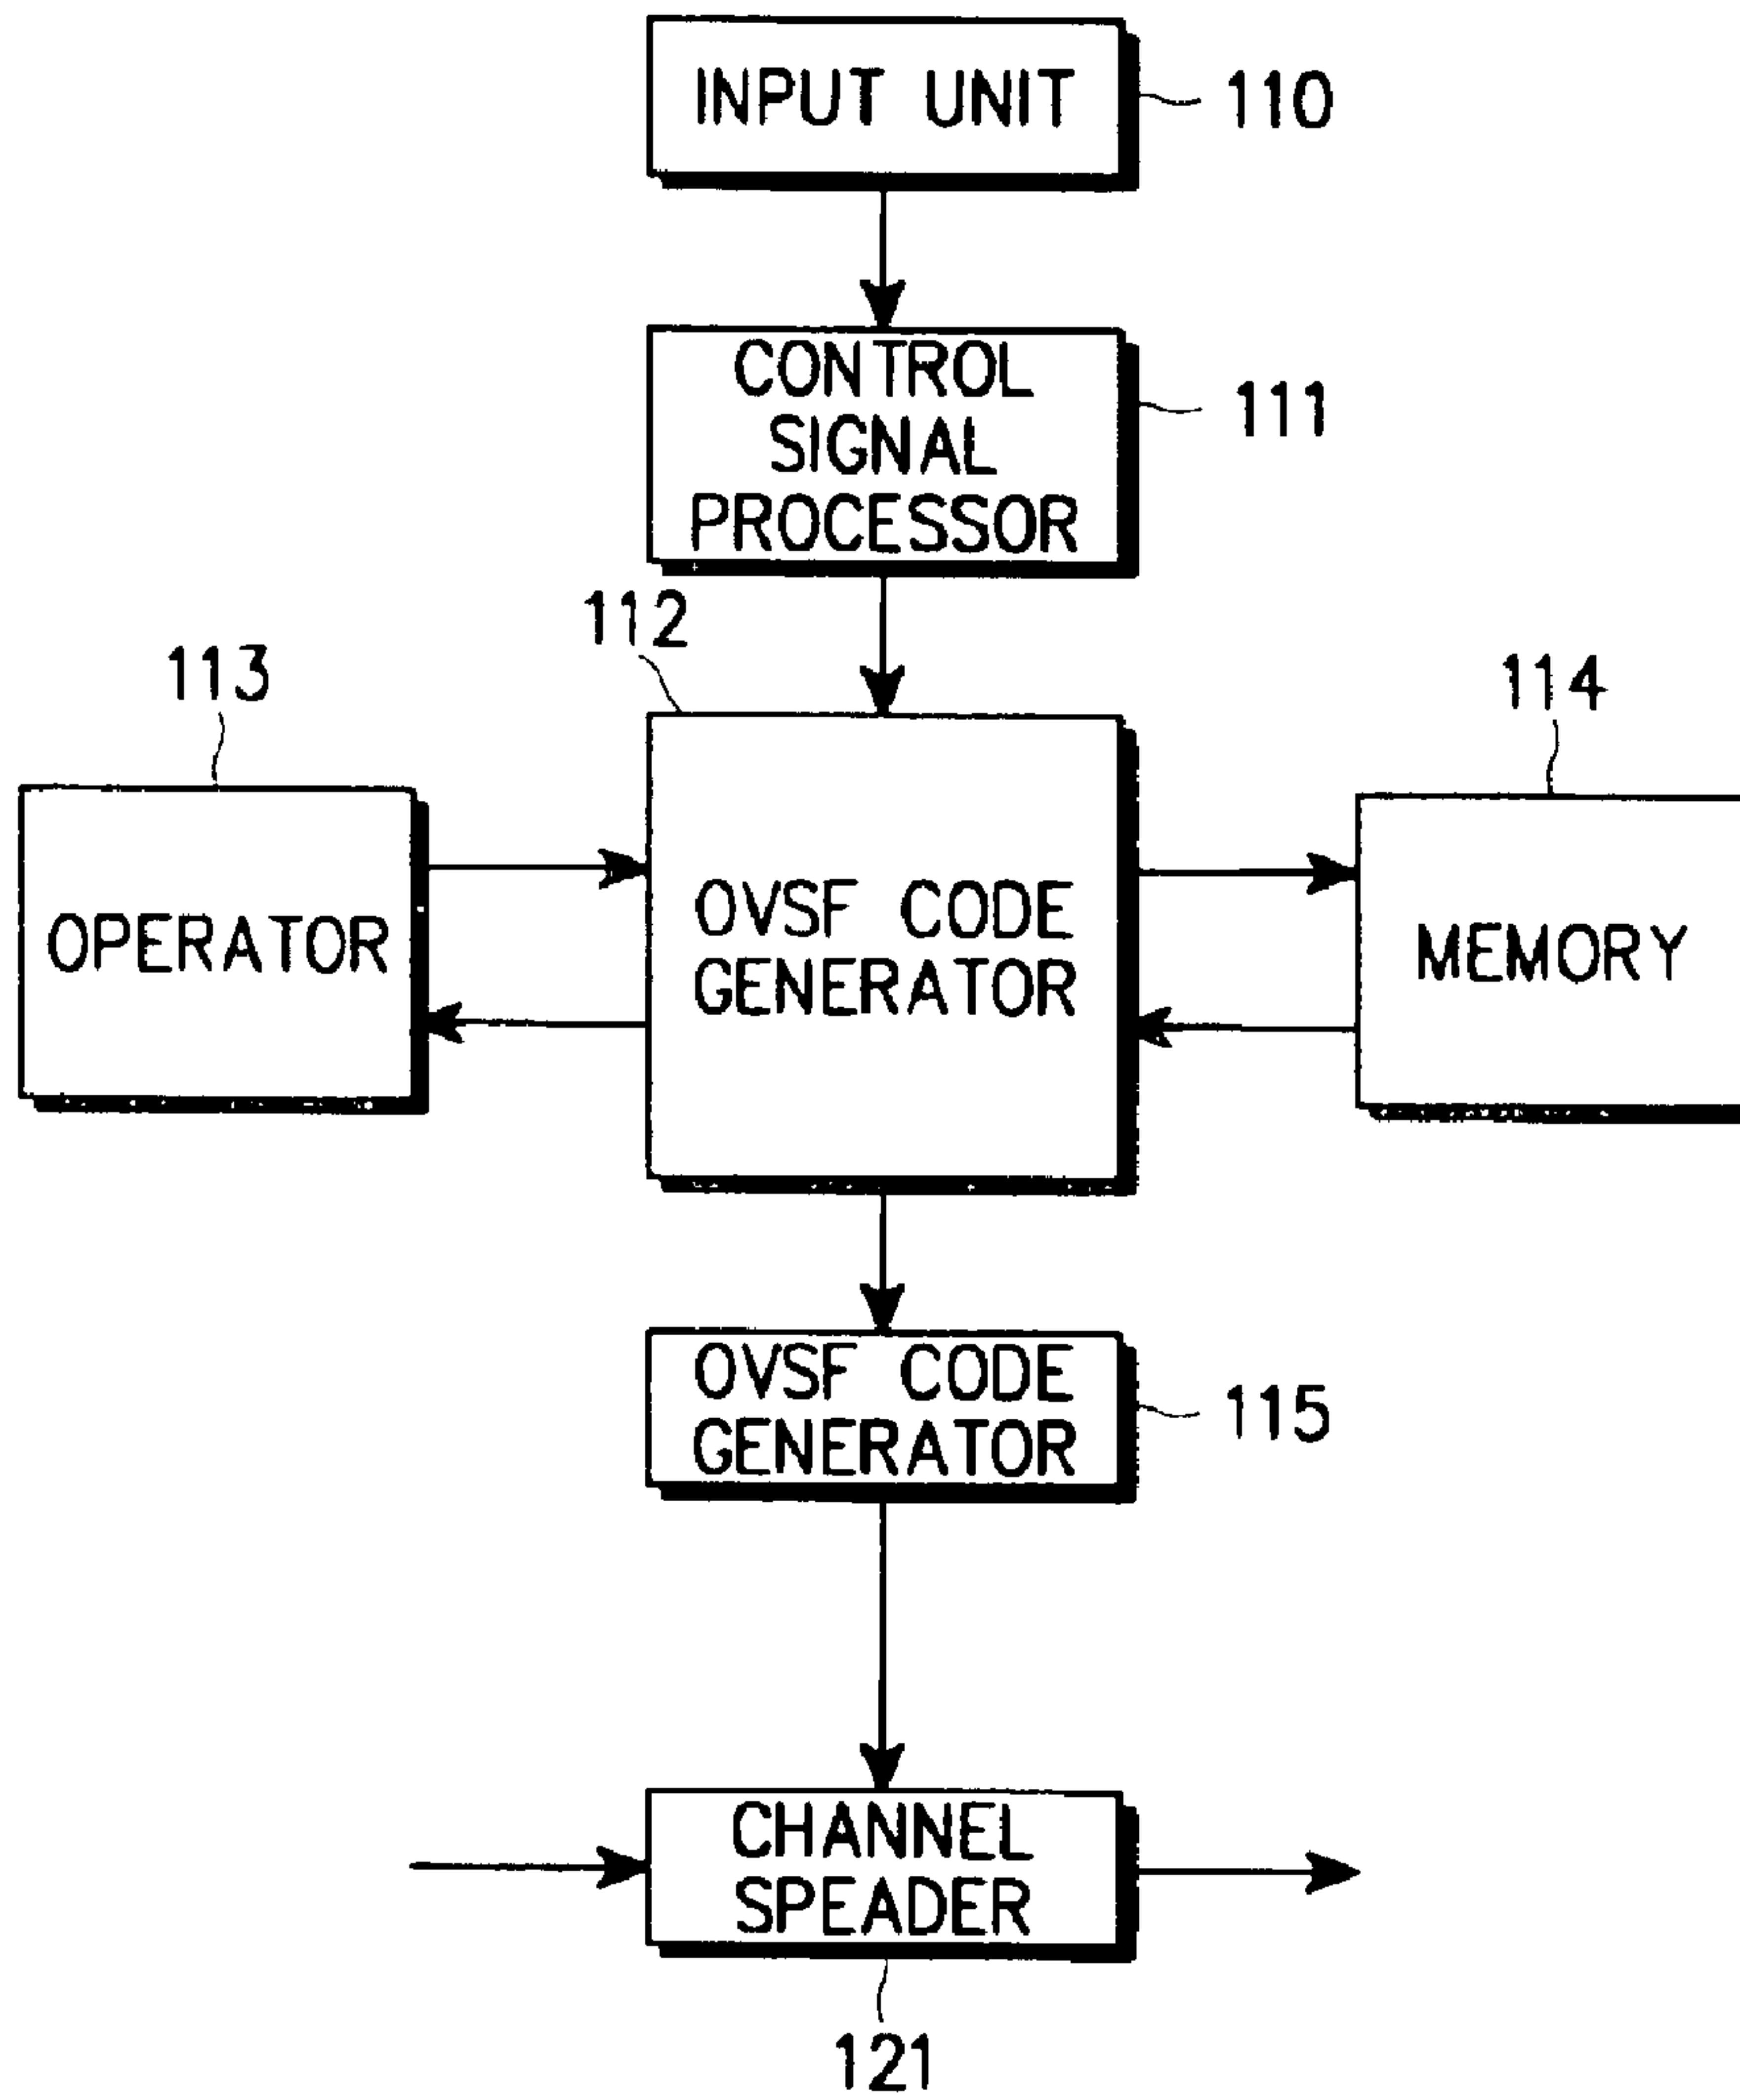 INPUT UNIT
110
CONTROL
SIGNAL
PROCESSOR
111
112
113
114
OPERATOR
OVSF CODE
GENERATOR
MEMORY
OVSF CODE
GENERATOR
115
CHANNEL
SPEADER
121